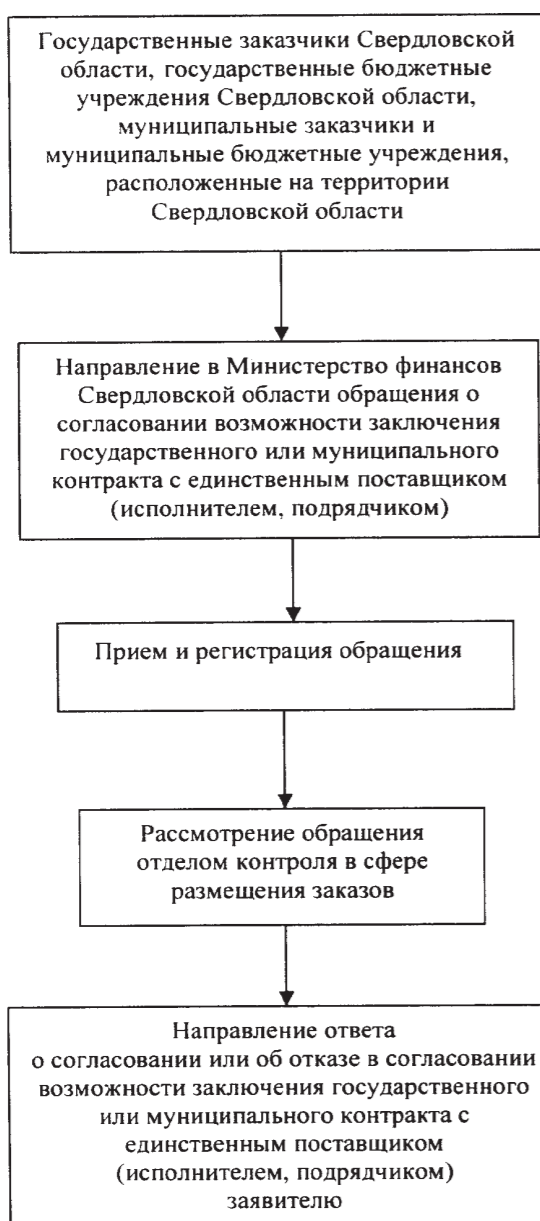 Государственные заказчики Свердловской
области, государственные бюджетные
учреждения Свердловской области,
муниципальные заказчики и
муниципальные бюджетные учреждения,
расположенные на территории
Свердловской области
Направление в Министерство финансов
Свердловской области обращения о
согласовании возможности заключения
государственного или муниципального
контракта с единственным поставщиком
(исполнителем, подрядчиком)
Прием и регистрация обращения
Рассмотрение обращения
отделом контроля в сфере
размещения заказов
Направление ответа
о согласовании или об отказе в согласовании
возможности заключения государственного
или муниципального контракта с
единственным поставщиком
(исполнителем, подрядчиком)
заявителю